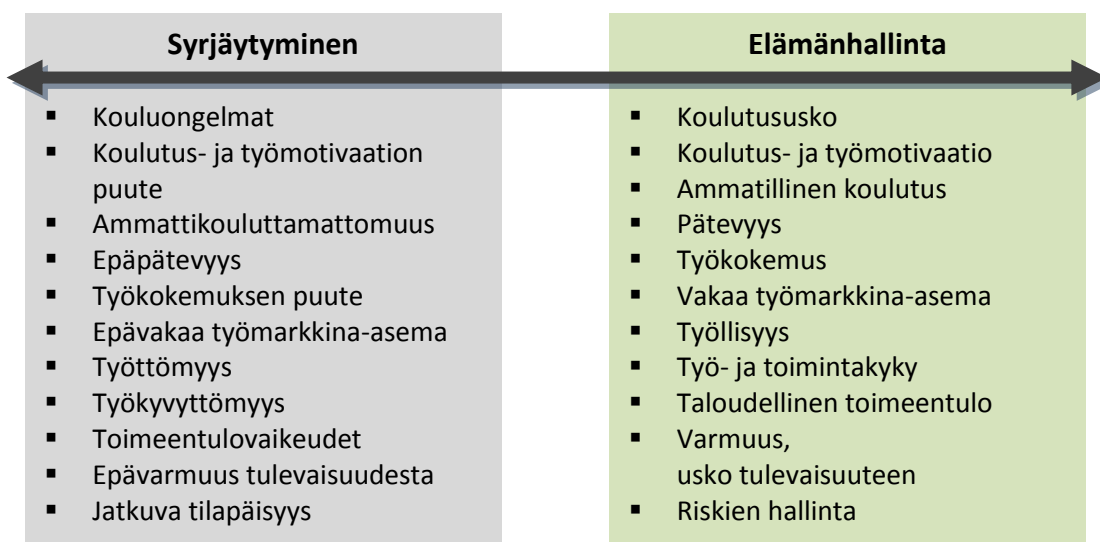 Syrjäytyminen
▪ Kouluongelmat
▪ Koulutus- ja työmotivaation
puute
▪ Ammattikouluttamattomuus
▪ Epäpätevyys
▪ Työkokemuksen puute
▪ Epävakaa työmarkkina-asema
▪ Työttömyys
▪ Työkyvyttömyys
▪ Toimeentulovaikeudet
▪ Epävarmuus tulevaisuudesta
▪ Jatkuva tilapäisyys
Elämänhallinta
▪ Koulutususko
▪ Koulutus- ja työmotivaatio
▪ Ammatillinen koulutus
▪ Pätevyys
▪ Työkokemus
▪ Vakaa työmarkkina-asema
▪ Työllisyys
▪ Työ- ja toimintakyky
▪ Taloudellinen toimeentulo
▪ Varmuus,
usko tulevaisuuteen
▪ Riskien hallinta